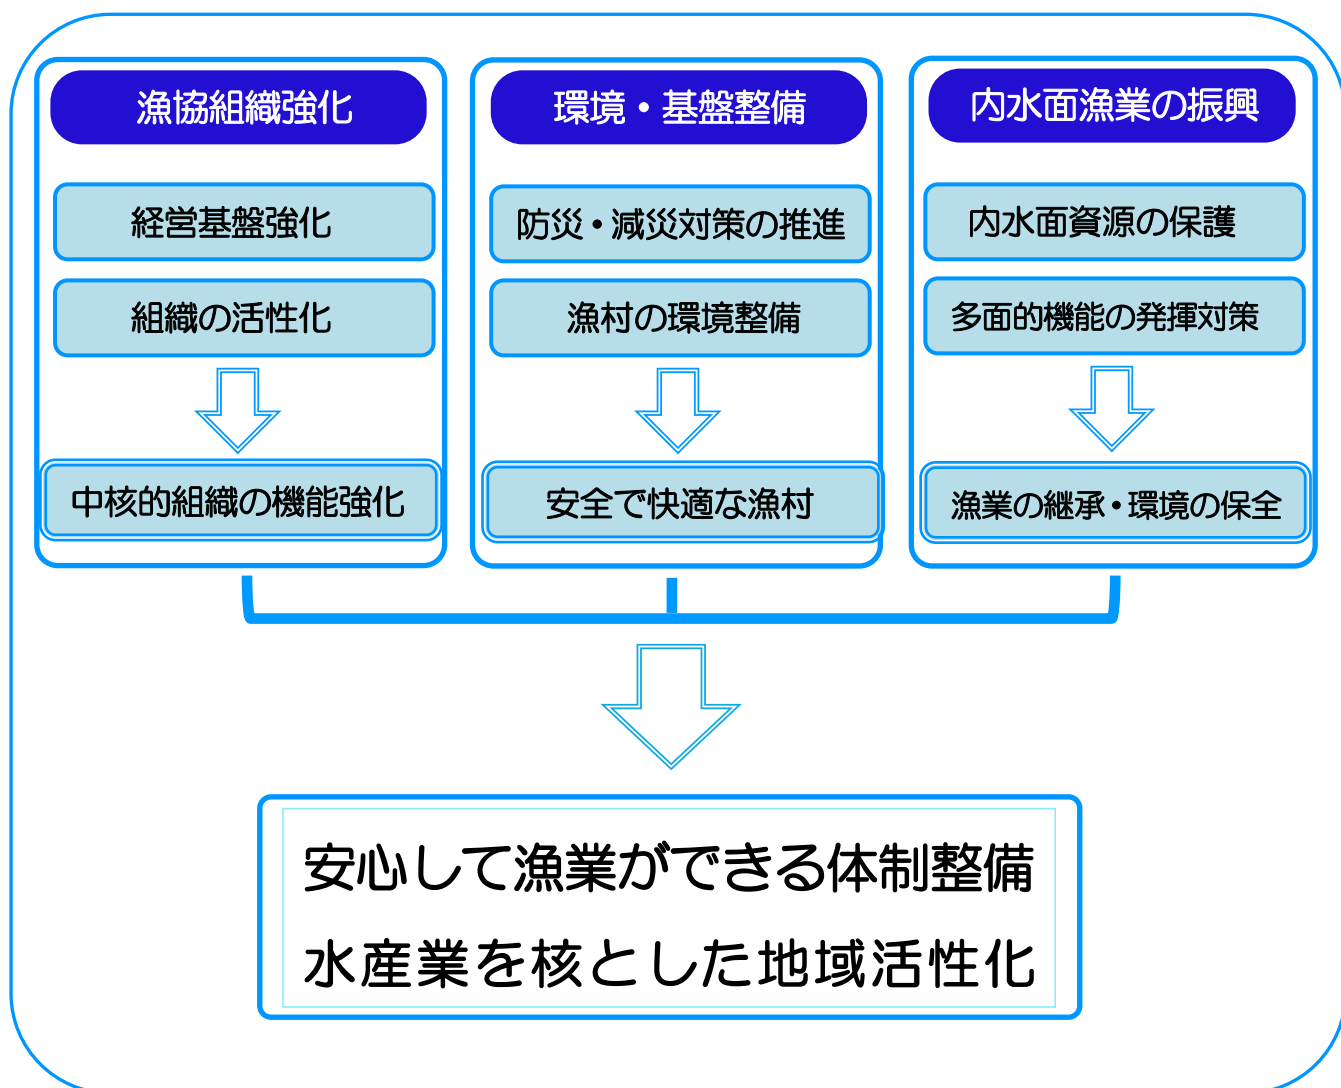 漁協組織強化
経営基盤強化
組織の活性化
中核的組織の機能強化
環境・基盤整備
防災・減災対策の推進
漁村の環境整備
安全で快適な漁村
内水面漁業の振興
内水面資源の保護
多面的機能の発揮対策
漁業の継承・環境の保全
安心して漁業ができる体制整備
水産業を核とした地域活性化